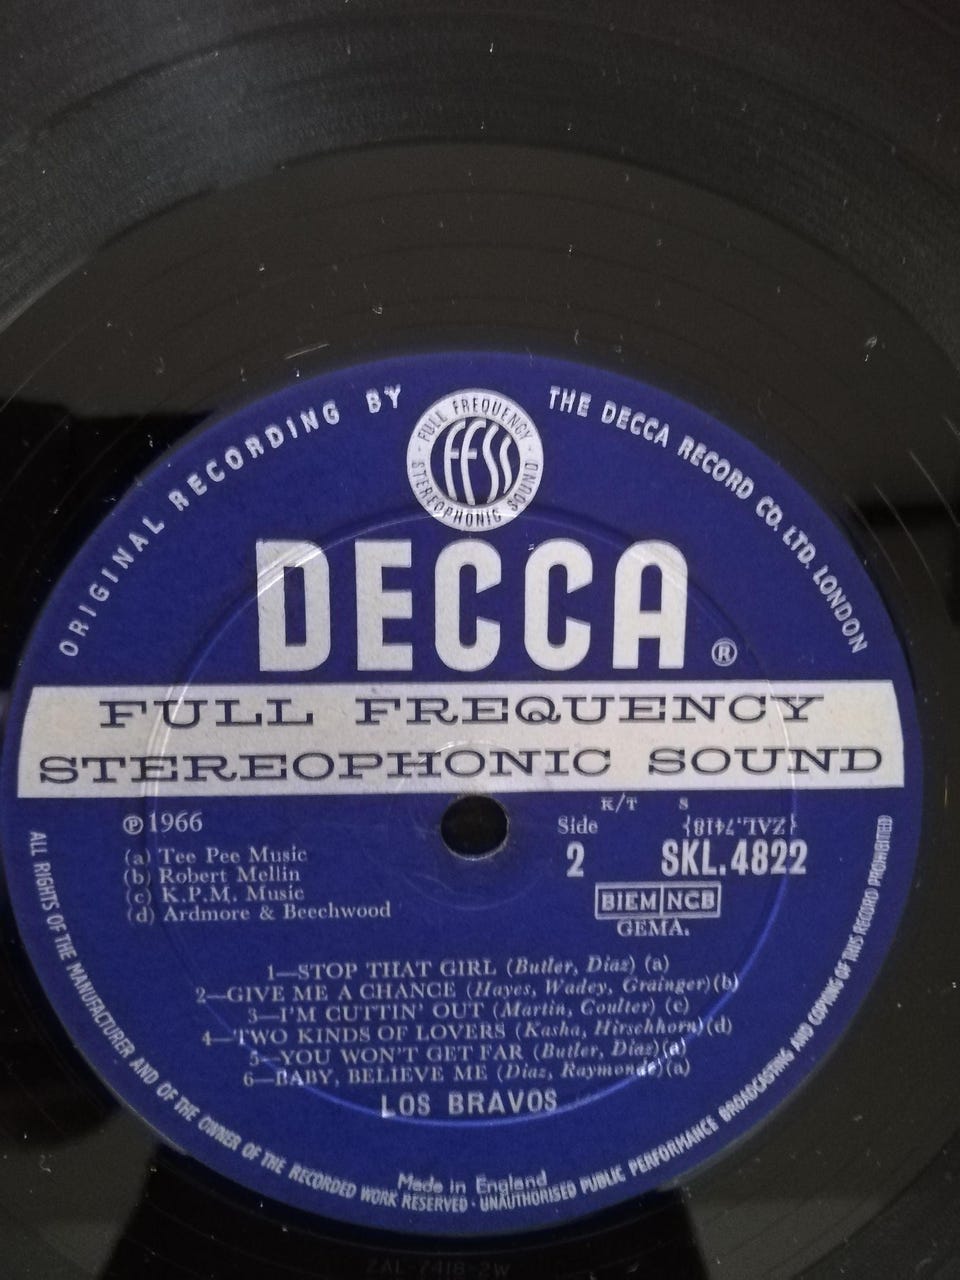 ORIGINAL RECORDING BY THE DECCA RECORD CO. LTD. LONDON
FULL FREQUENCY STEREOPHONIC SOUND
FFSS
DECCA ®
FULL FREQUENCY
STEREOPHONIC SOUND
K/T S
℗ 1966
Side {ZAL.7418}
2 SKL.4822
(a) Tee Pee Music
(b) Robert Mellin
(c) K.P.M. Music
(d) Ardmore & Beechwood
BIEM NCB
GEMA.
1—STOP THAT GIRL (Butler, Diaz) (a)
2—GIVE ME A CHANCE (Hayes, Wadey, Grainger)(b)
3—I'M CUTTIN' OUT (Martin, Coulter) (c)
4—TWO KINDS OF LOVERS (Kasha, Hirschhorn)(d)
5—YOU WON'T GET FAR (Butler, Diaz)(a)
6—BABY, BELIEVE ME (Diaz, Raymonde)(a)
LOS BRAVOS
Made in England
ALL RIGHTS OF THE MANUFACTURER AND OF THE OWNER OF THE RECORDED WORK RESERVED · UNAUTHORISED PUBLIC PERFORMANCE BROADCASTING AND COPYING OF THIS RECORD PROHIBITED
ZAL-7418-2W